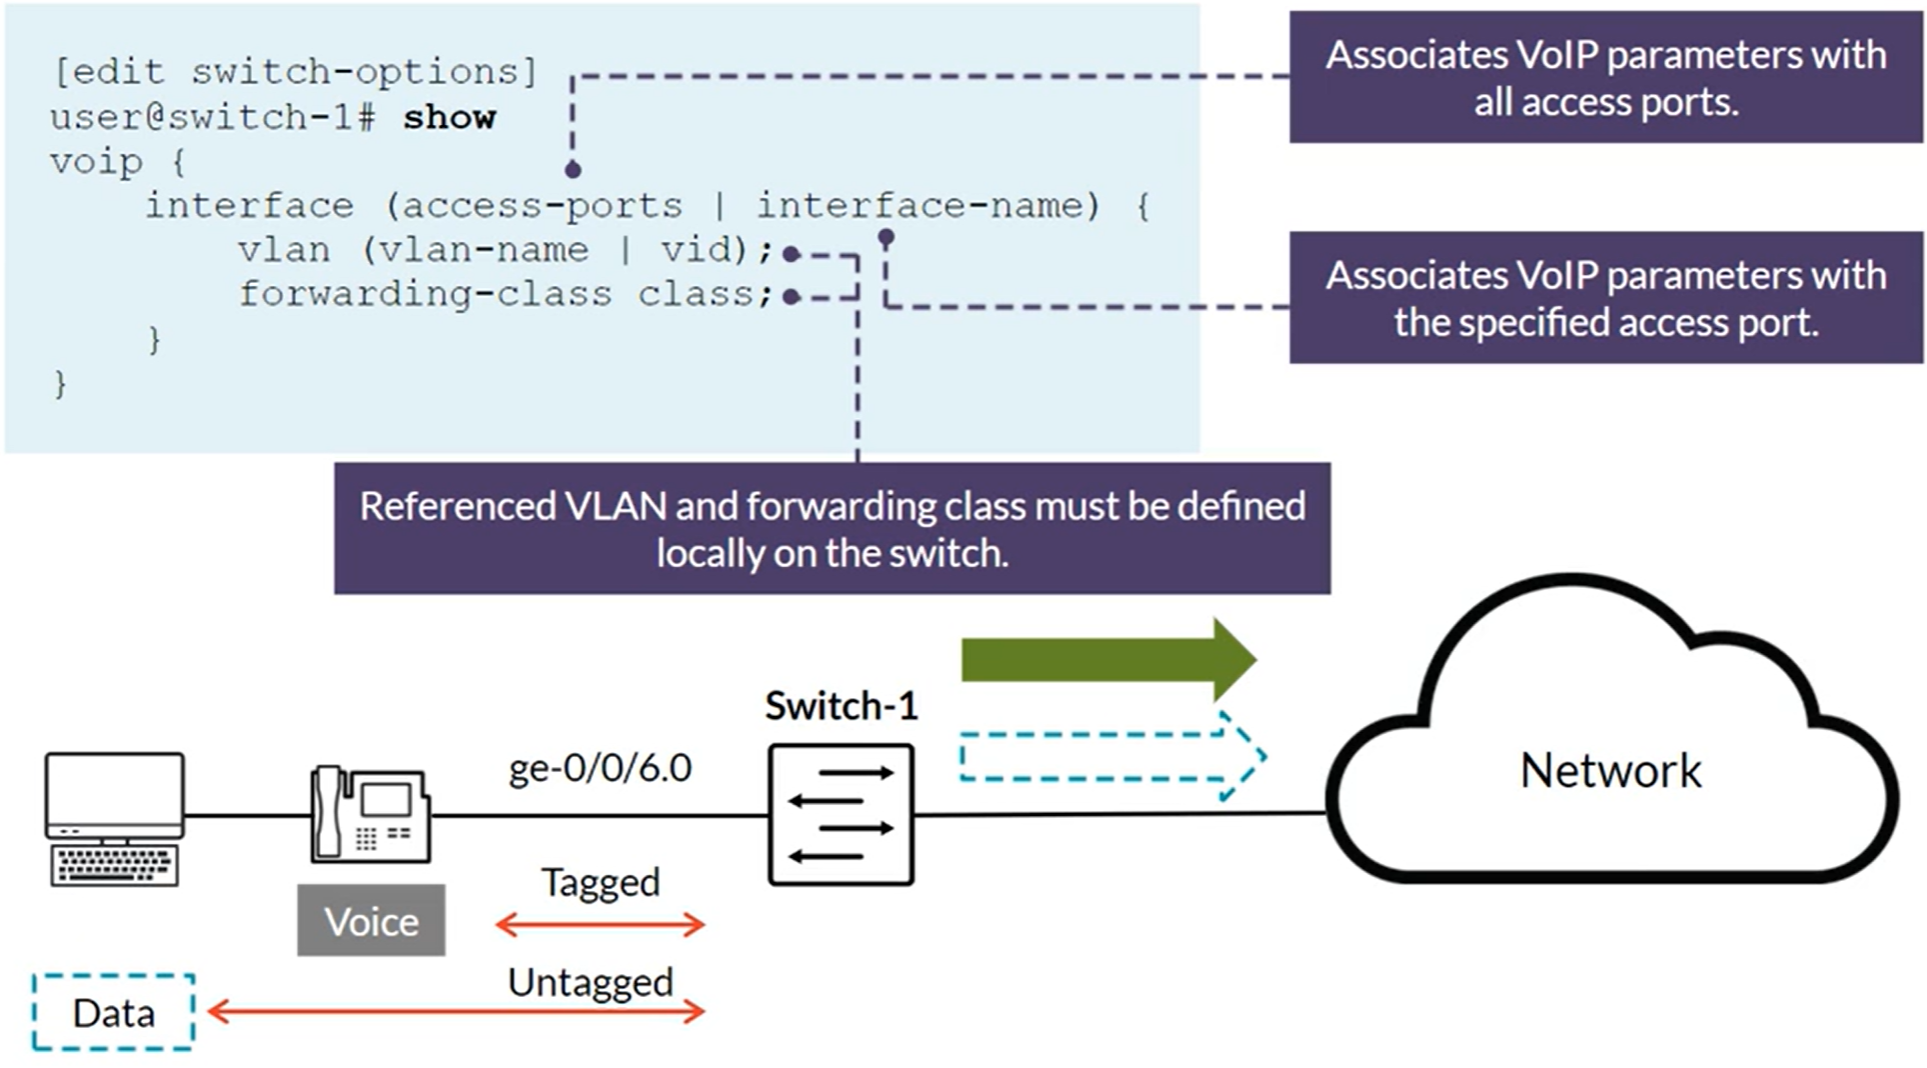 [edit switch-options]
user@switch-1# show
voip {
    interface (access-ports | interface-name) {
        vlan (vlan-name | vid);
        forwarding-class class;
    }
}
Associates VoIP parameters with
all access ports.
Associates VoIP parameters with
the specified access port.
Referenced VLAN and forwarding class must be defined
locally on the switch.
Switch-1
ge-0/0/6.0
Network
Tagged
Voice
Untagged
Data